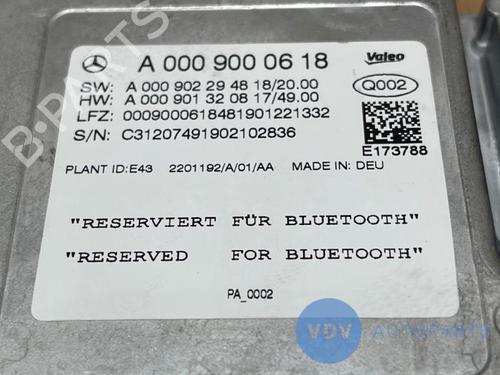 A 000 900 06 18
Valeo
SW: A 000 902 29 48 18/20.00
HW: A 000 901 32 08 17/49.00
Q002
LFZ: 0009000618481901221332
S/N: C31207491902102836
E173788
PLANT ID:E43 2201192/A/01/AA MADE IN: DEU
"RESERVIERT FÜR BLUETOOTH"
"RESERVED FOR BLUETOOTH"
PA_0002
B-PARTS
VDV AUTOPARTS